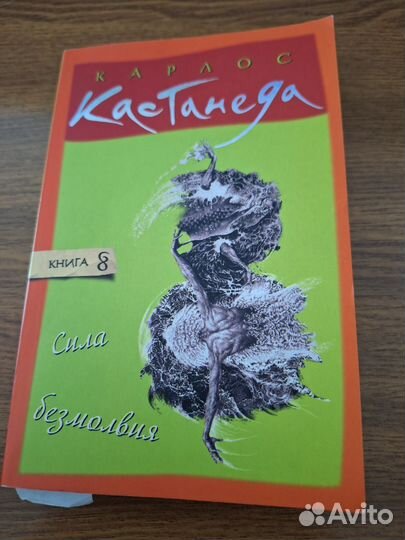 КАРЛОС
Кастанеда
КНИГА 8
Сила
безмолвия
Avito